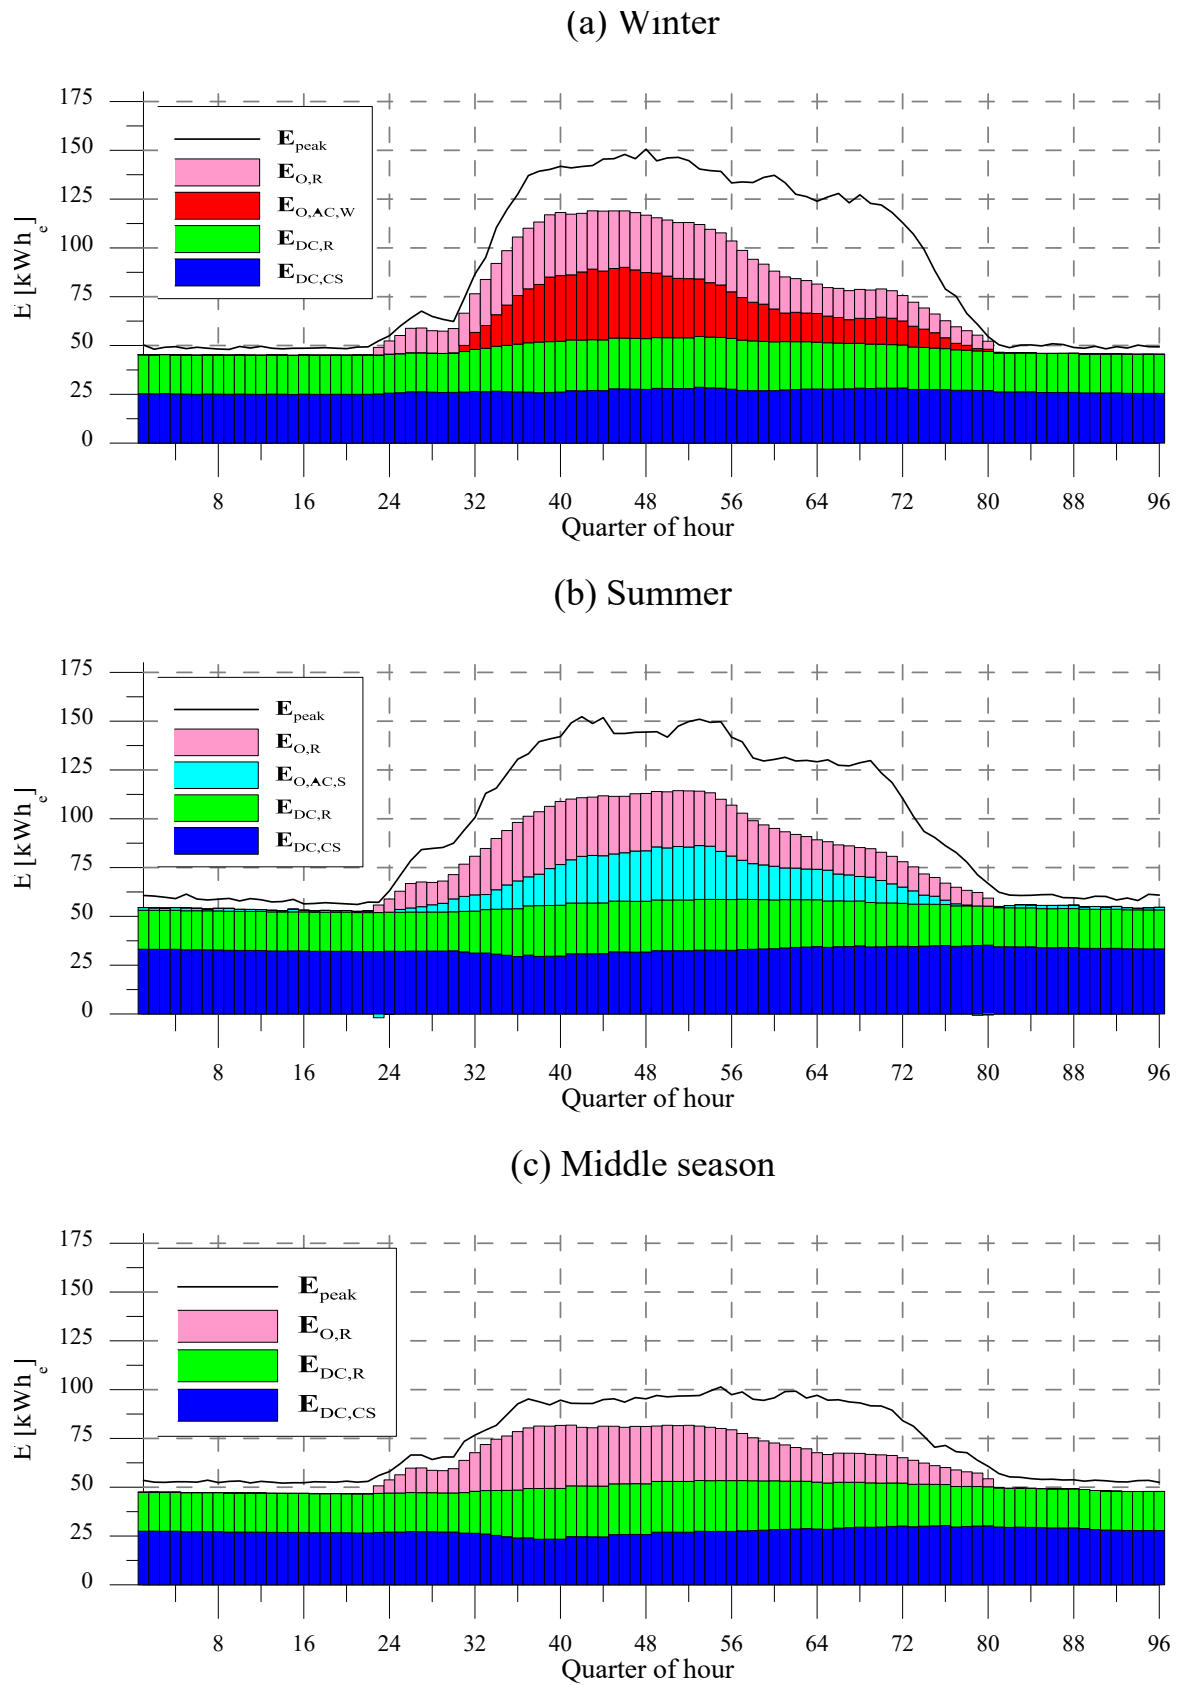 (a) Winter
175
150
125
100
75
50
25
0
E [kWh_e]
E_peak
E_O,R
E_O,AC,W
E_DC,R
E_DC,CS
8 16 24 32 40 48 56 64 72 80 88 96
Quarter of hour
(b) Summer
175
150
125
100
75
50
25
0
E [kWh_e]
E_peak
E_O,R
E_O,AC,S
E_DC,R
E_DC,CS
8 16 24 32 40 48 56 64 72 80 88 96
Quarter of hour
(c) Middle season
175
150
125
100
75
50
25
0
E [kWh_e]
E_peak
E_O,R
E_DC,R
E_DC,CS
8 16 24 32 40 48 56 64 72 80 88 96
Quarter of hour